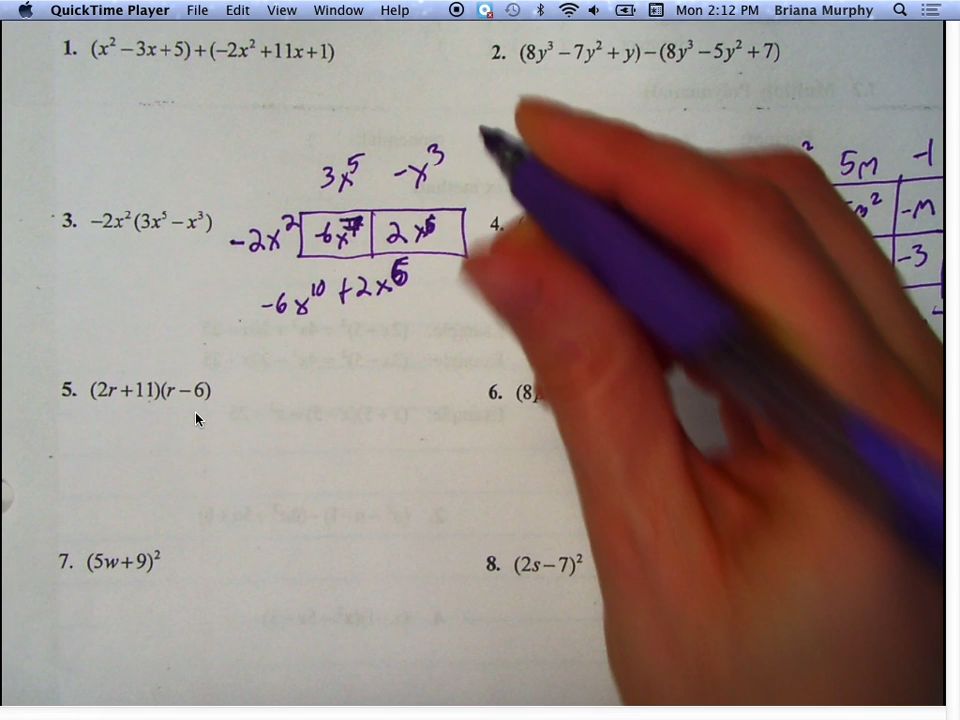 QuickTime Player File Edit View Window Help Mon 2:12 PM Briana Murphy
1. (x² – 3x + 5) + (–2x² + 11x + 1)
2. (8y³ – 7y² + y) – (8y³ – 5y² + 7)
3x⁵ –x³
5m –1
3. –2x²(3x⁵ – x³)
–2x² –6x⁷ 2x⁵
4.
–m
–3
–6x¹⁰ + 2x⁶
5. (2r + 11)(r – 6)
6. (8
7. (5w + 9)²
8. (2s – 7)²